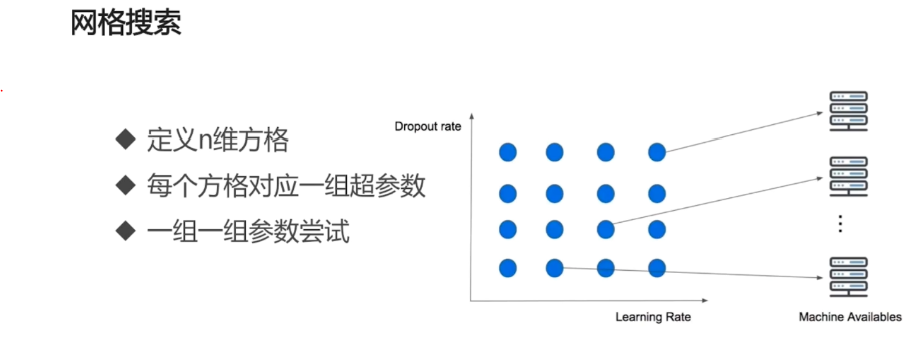 网格搜索
◆ 定义n维方格
◆ 每个方格对应一组超参数
◆ 一组一组参数尝试
Dropout rate
Learning Rate
Machine Availables